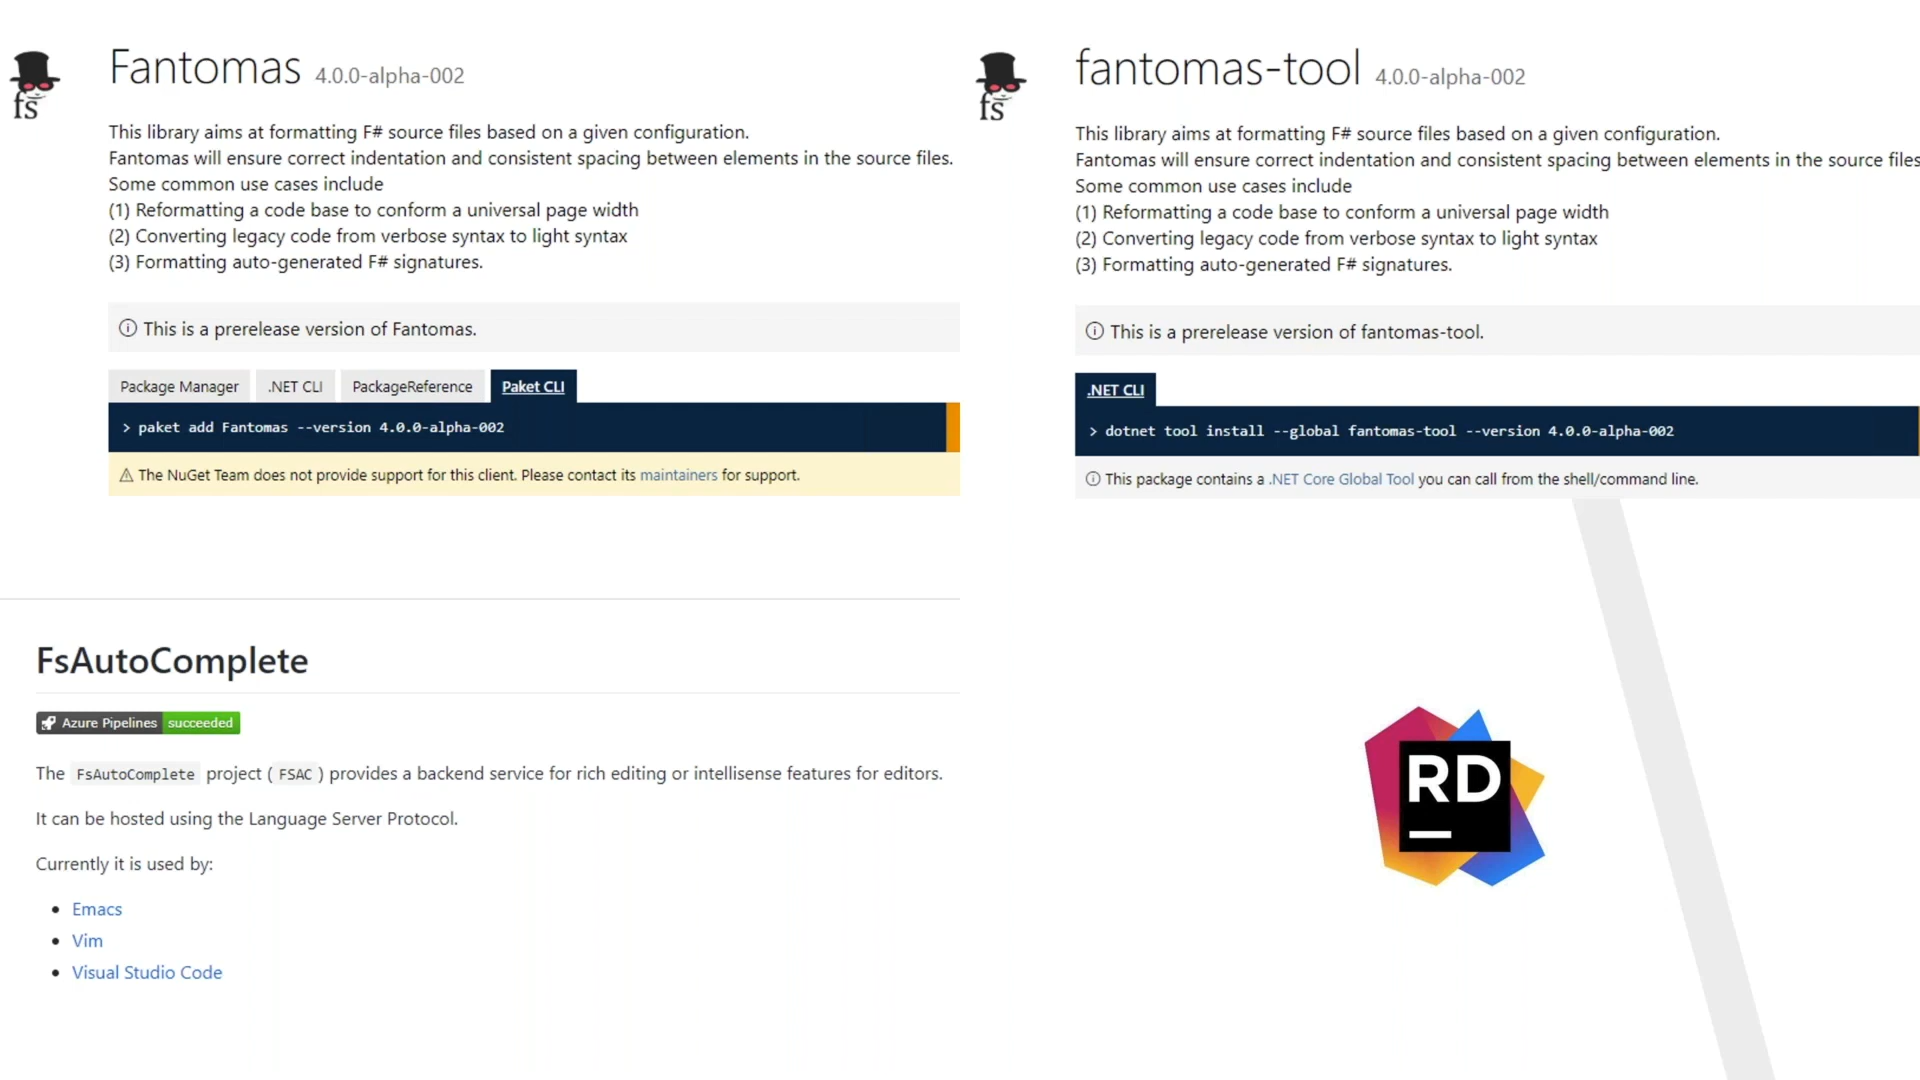 Fantomas 4.0.0-alpha-002
fs
This library aims at formatting F# source files based on a given configuration.
Fantomas will ensure correct indentation and consistent spacing between elements in the source files.
Some common use cases include
(1) Reformatting a code base to conform a universal page width
(2) Converting legacy code from verbose syntax to light syntax
(3) Formatting auto-generated F# signatures.
This is a prerelease version of Fantomas.
Package Manager .NET CLI PackageReference Paket CLI
> paket add Fantomas --version 4.0.0-alpha-002
The NuGet Team does not provide support for this client. Please contact its maintainers for support.
fantomas-tool 4.0.0-alpha-002
fs
This library aims at formatting F# source files based on a given configuration.
Fantomas will ensure correct indentation and consistent spacing between elements in the source files
Some common use cases include
(1) Reformatting a code base to conform a universal page width
(2) Converting legacy code from verbose syntax to light syntax
(3) Formatting auto-generated F# signatures.
This is a prerelease version of fantomas-tool.
.NET CLI
> dotnet tool install --global fantomas-tool --version 4.0.0-alpha-002
This package contains a .NET Core Global Tool you can call from the shell/command line.
FsAutoComplete
Azure Pipelines succeeded
The FsAutoComplete project ( FSAC ) provides a backend service for rich editing or intellisense features for editors.
It can be hosted using the Language Server Protocol.
Currently it is used by:
• Emacs
• Vim
• Visual Studio Code
RD